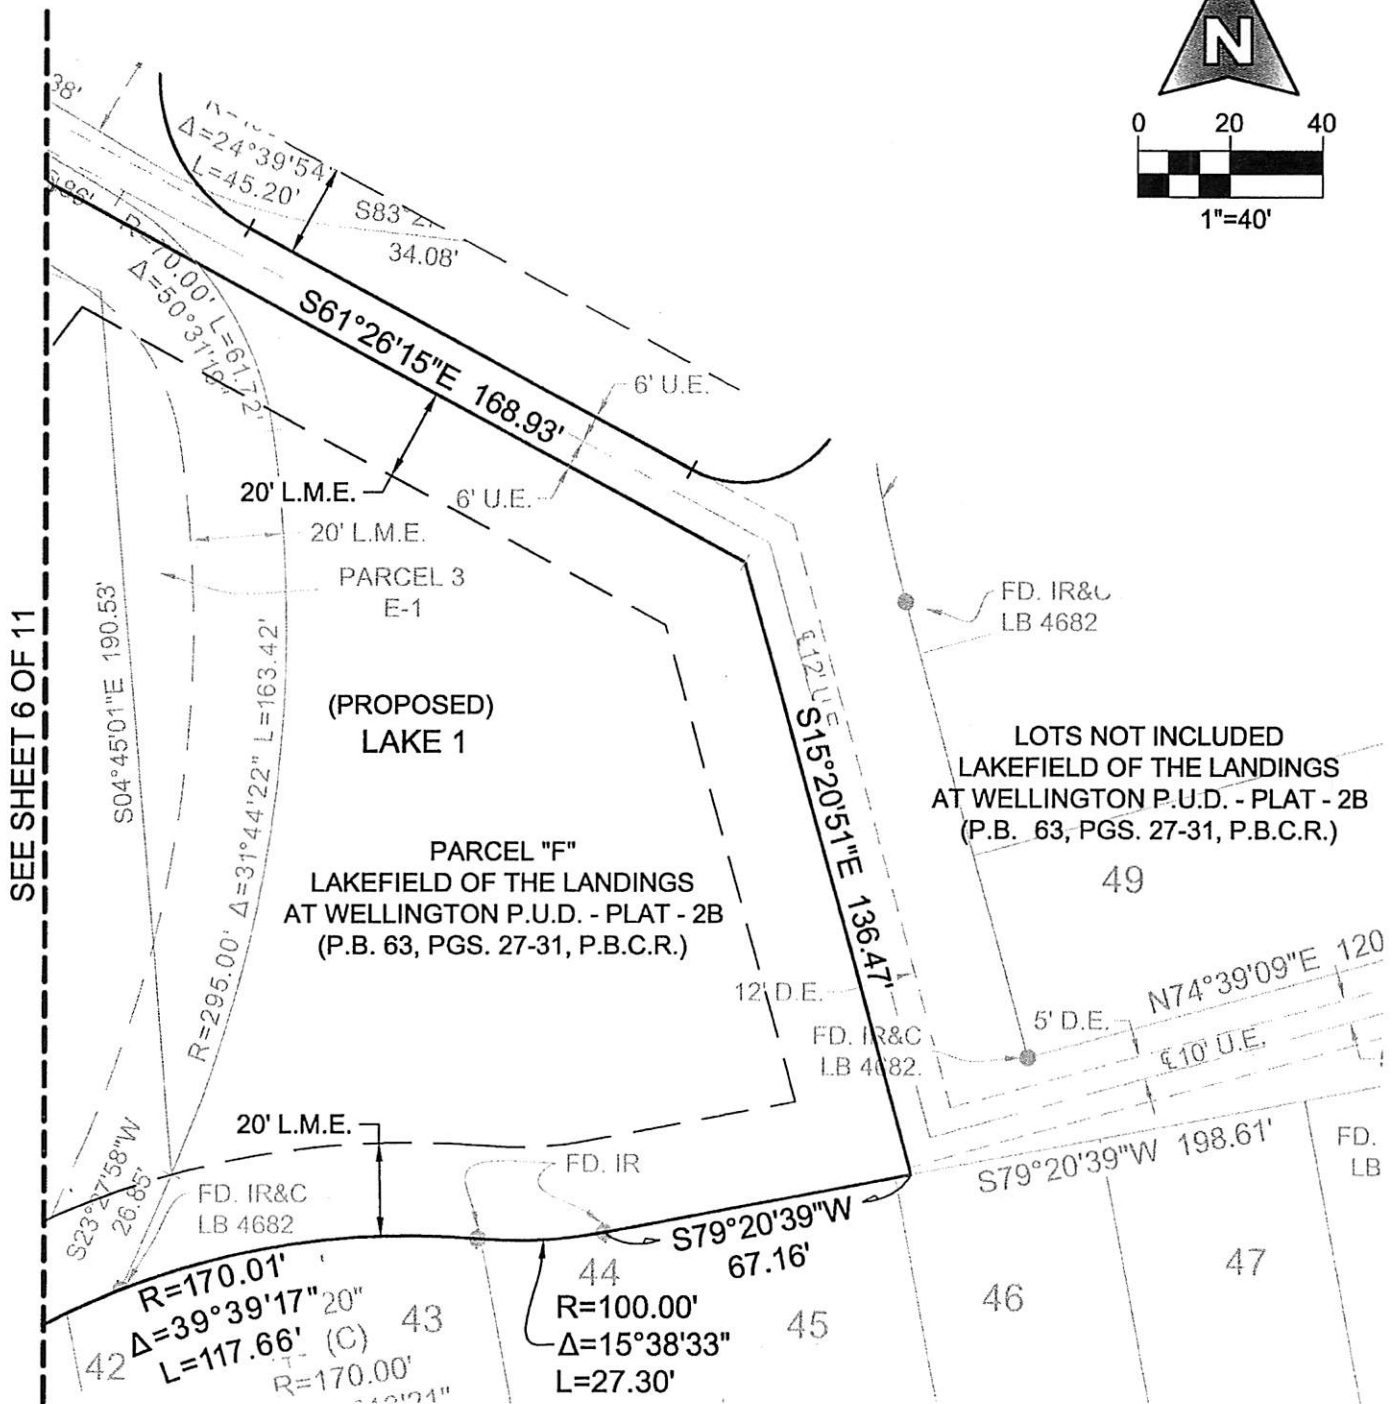 N
0 20 40
1"=40'
38'
Δ=24°39'54"
L=45.20'
34.08'
R=70.00' L=61.72'
Δ=50°31'
S61°26'15"E 168.93'
6' U.E.
20' L.M.E.
6' U.E.
20' L.M.E.
PARCEL 3
E-1
SEE SHEET 6 OF 11
S04°45'01"E 190.53'
R=295.00' Δ=31°44'22" L=163.42'
(PROPOSED)
LAKE 1
PARCEL "F"
LAKEFIELD OF THE LANDINGS
AT WELLINGTON P.U.D. - PLAT - 2B
(P.B. 63, PGS. 27-31, P.B.C.R.)
℄12' U.E
S15°20'51"E 136.47'
FD. IR&C
LB 4682
LOTS NOT INCLUDED
LAKEFIELD OF THE LANDINGS
AT WELLINGTON P.U.D. - PLAT - 2B
(P.B. 63, PGS. 27-31, P.B.C.R.)
49
12' D.E.
FD. IR&C
LB 4682.
5' D.E.
N74°39'09"E 120
℄10' U.E.
S79°20'39"W 198.61'
FD.
LB
20' L.M.E.
FD. IR
S23°27'58"W
26.85'
FD. IR&C
LB 4682
S79°20'39"W
67.16'
R=170.01'
Δ=39°39'17"
L=117.66'
20"
(C)
R=170.00'
42
43
44
R=100.00'
Δ=15°38'33"
L=27.30'
45
46
47